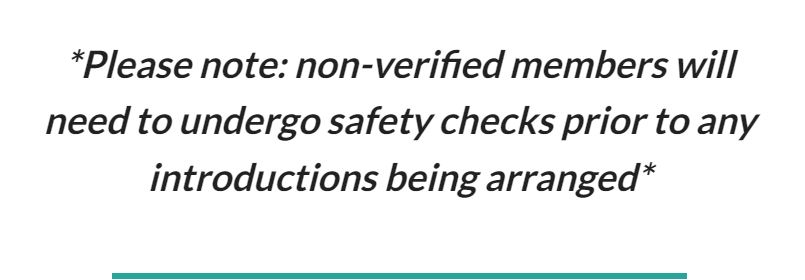 *Please note: non-verified members will
need to undergo safety checks prior to any
introductions being arranged*